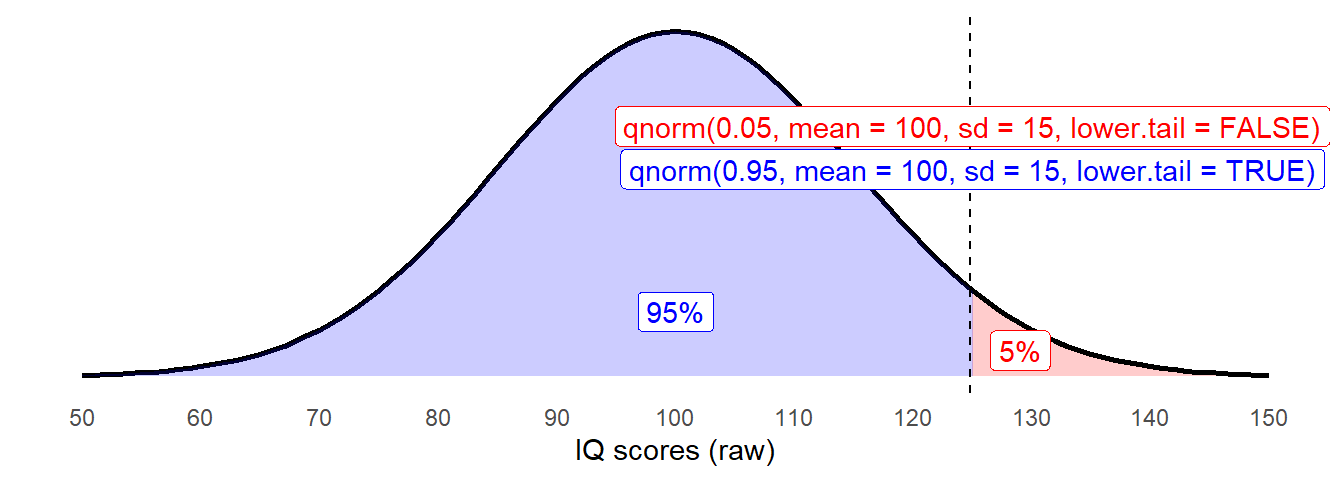 qnorm(0.05, mean = 100, sd = 15, lower.tail = FALSE)
qnorm(0.95, mean = 100, sd = 15, lower.tail = TRUE)
95%
5%
50 60 70 80 90 100 110 120 130 140 150
IQ scores (raw)